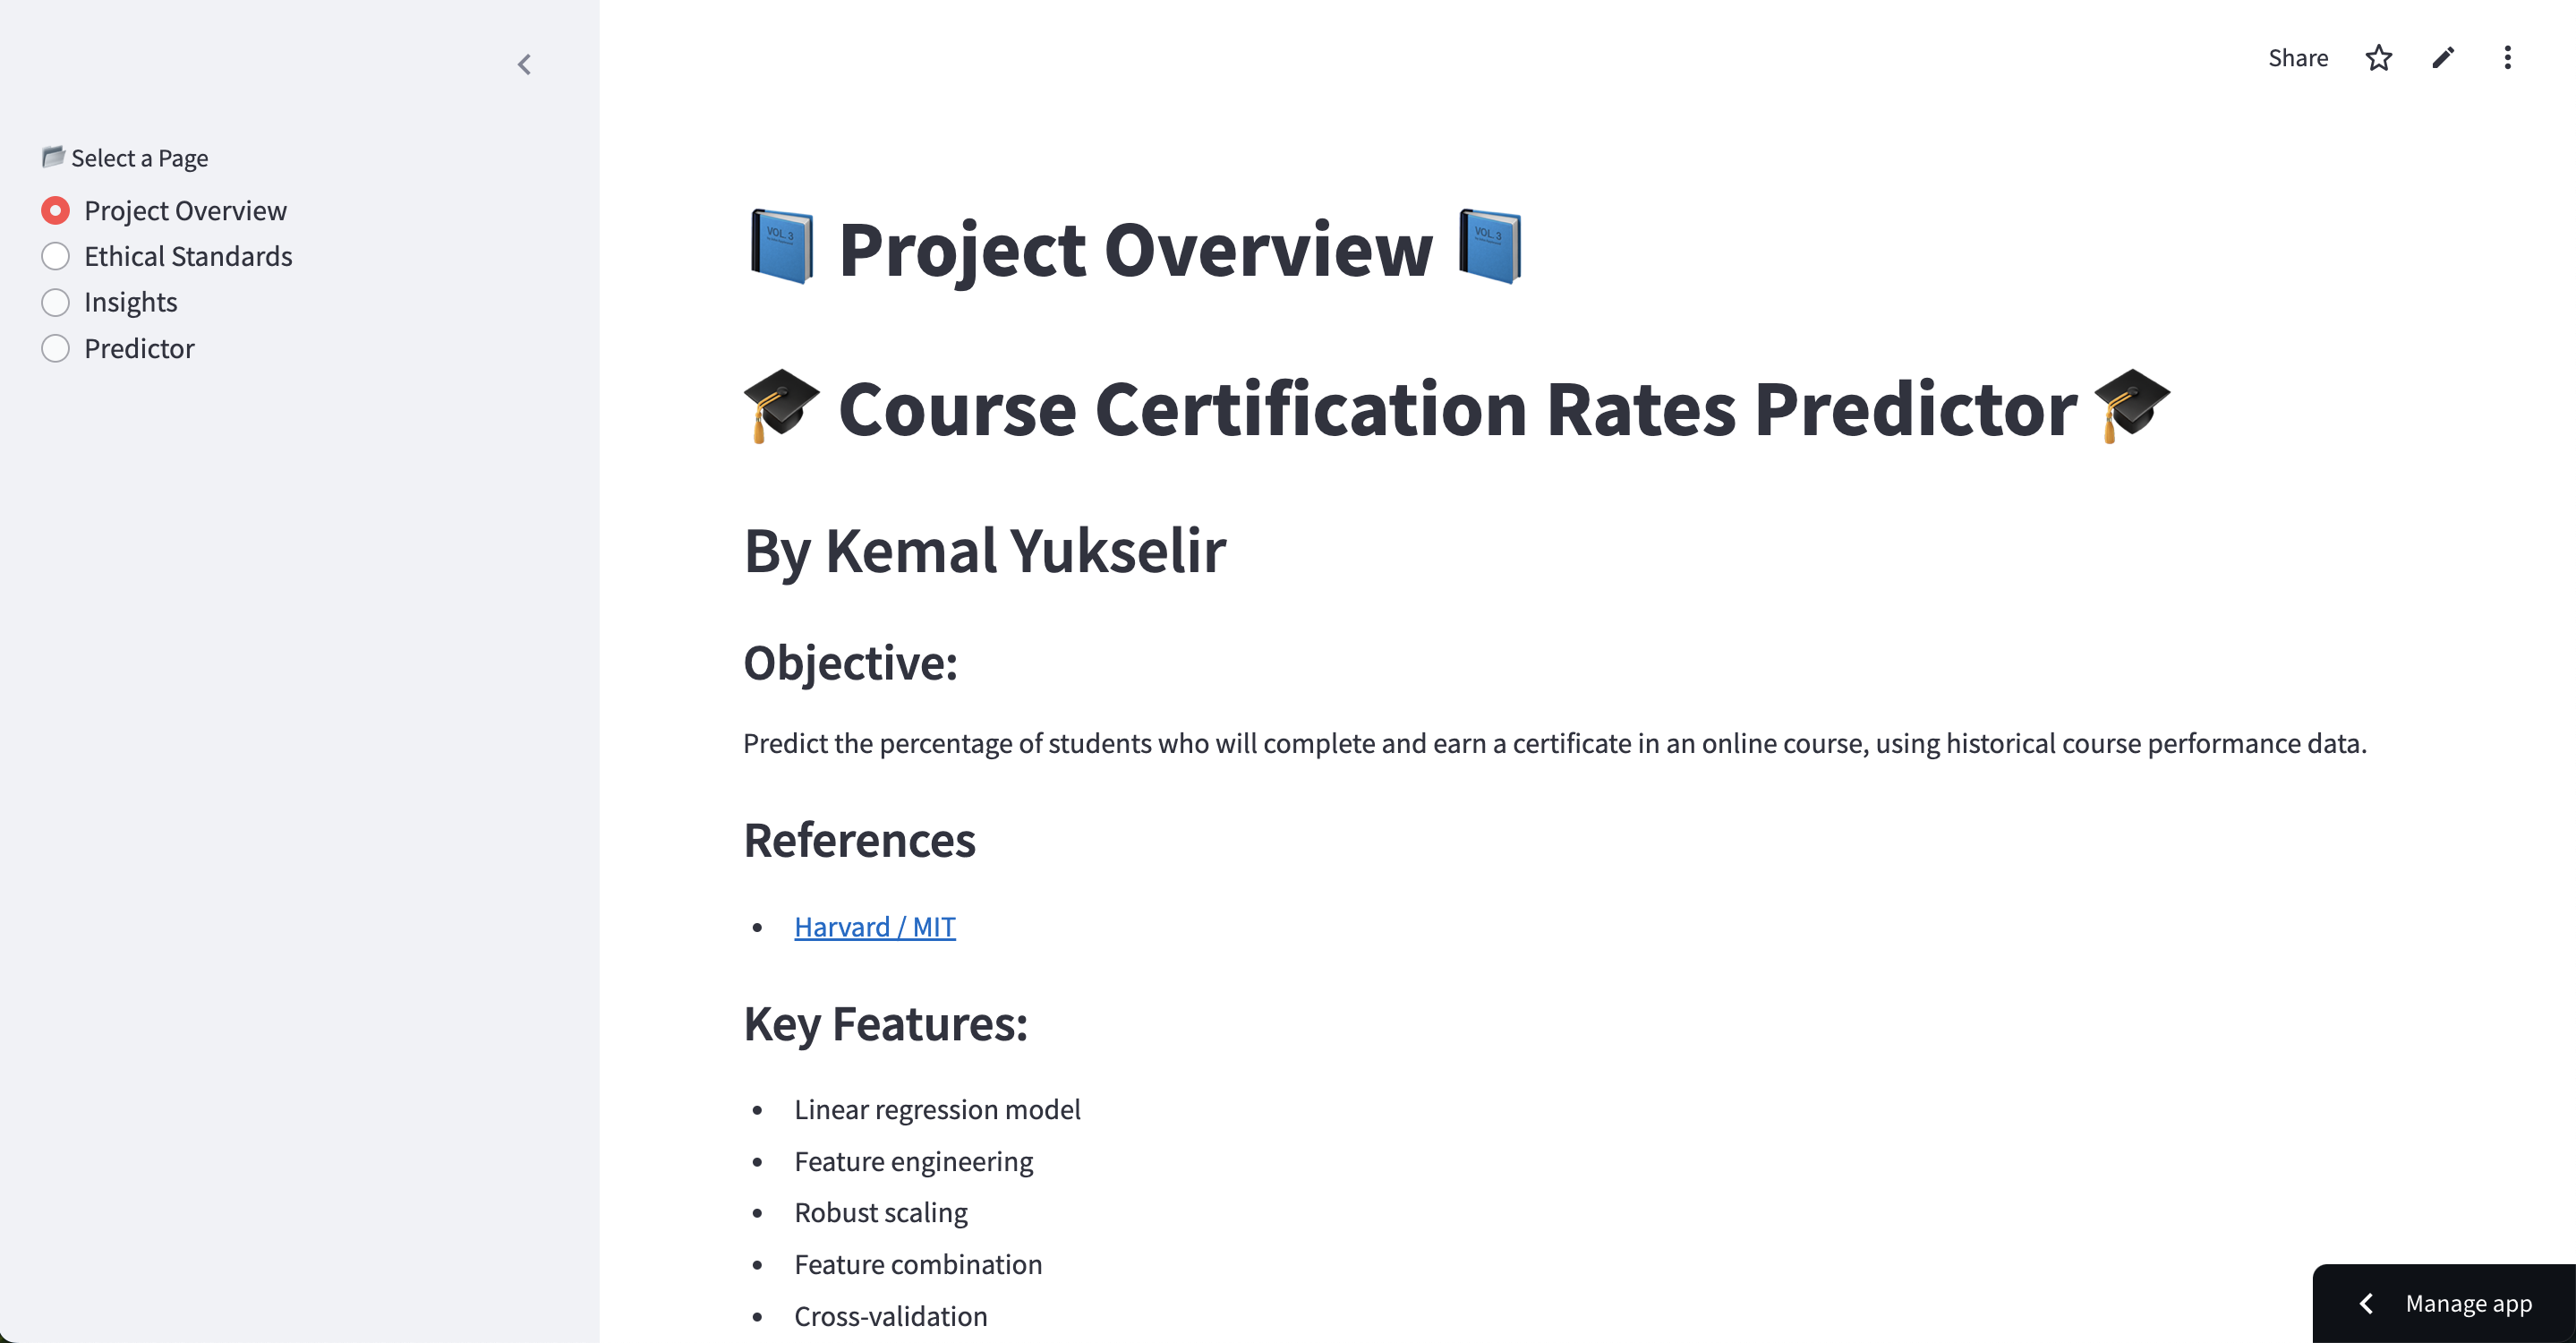 Share
Select a Page
Project Overview
Ethical Standards
Insights
Predictor
Project Overview
Course Certification Rates Predictor
By Kemal Yukselir
Objective:
Predict the percentage of students who will complete and earn a certificate in an online course, using historical course performance data.
References
Harvard / MIT
Key Features:
Linear regression model
Feature engineering
Robust scaling
Feature combination
Cross-validation
Manage app